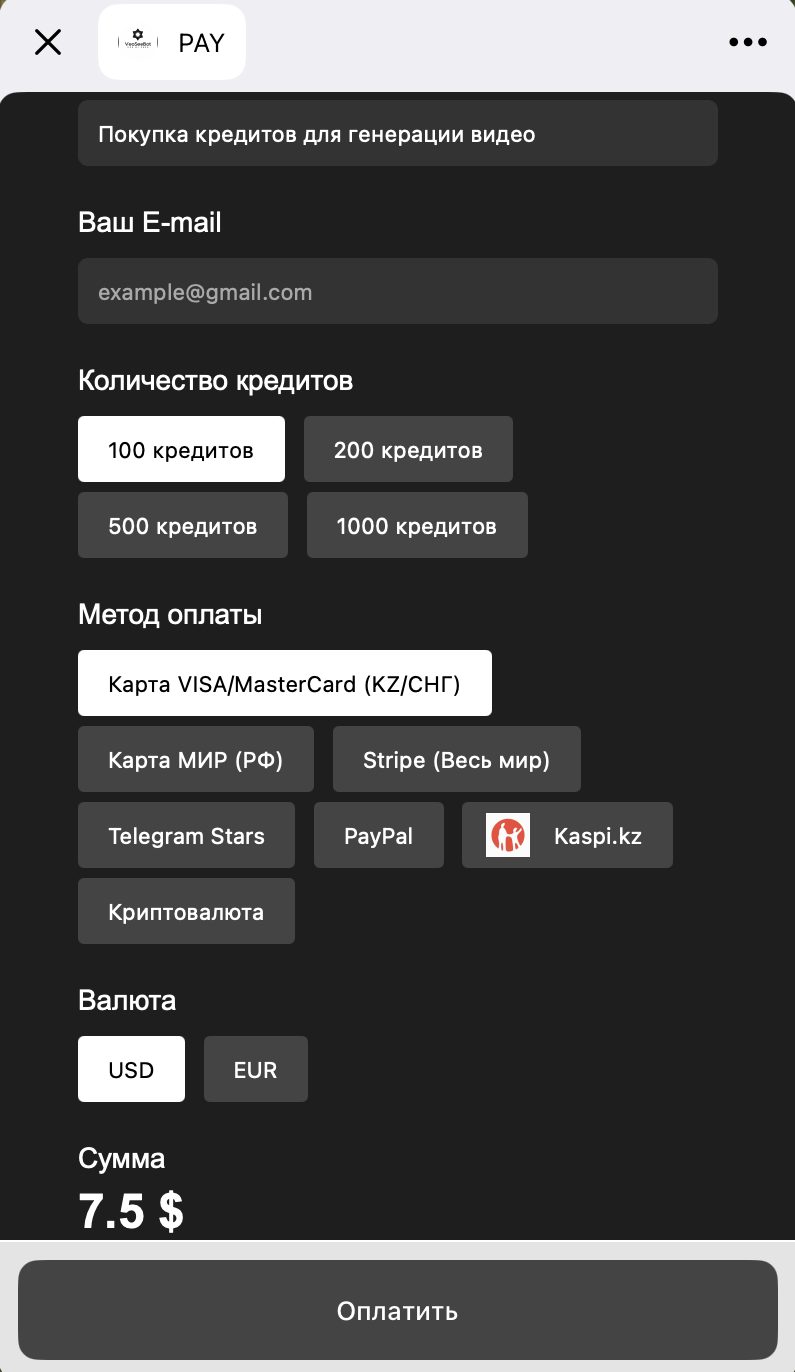 VeoSeeBot
PAY
Покупка кредитов для генерации видео
Ваш E-mail
example@gmail.com
Количество кредитов
100 кредитов 200 кредитов
500 кредитов 1000 кредитов
Метод оплаты
Карта VISA/MasterCard (KZ/СНГ)
Карта МИР (РФ) Stripe (Весь мир)
Telegram Stars PayPal Kaspi.kz
Криптовалюта
Валюта
USD EUR
Сумма
7.5 $
Оплатить